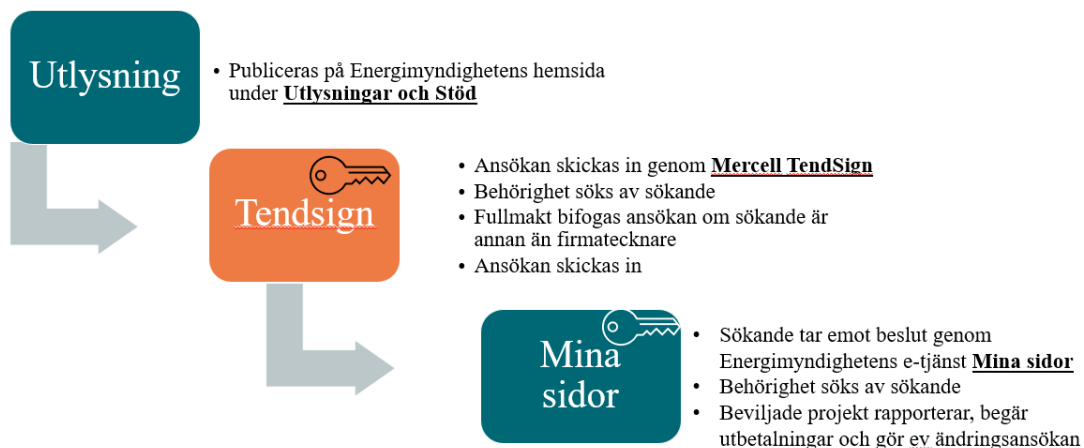 Utlysning
• Publiceras på Energimyndighetens hemsida
under Utlysningar och Stöd
Tendsign
• Ansökan skickas in genom Mercell TendSign
• Behörighet söks av sökande
• Fullmakt bifogas ansökan om sökande är
annan än firmatecknare
• Ansökan skickas in
Mina
sidor
• Sökande tar emot beslut genom
Energimyndighetens e-tjänst Mina sidor
• Behörighet söks av sökande
• Beviljade projekt rapporterar, begär
utbetalningar och gör ev ändringsansökan